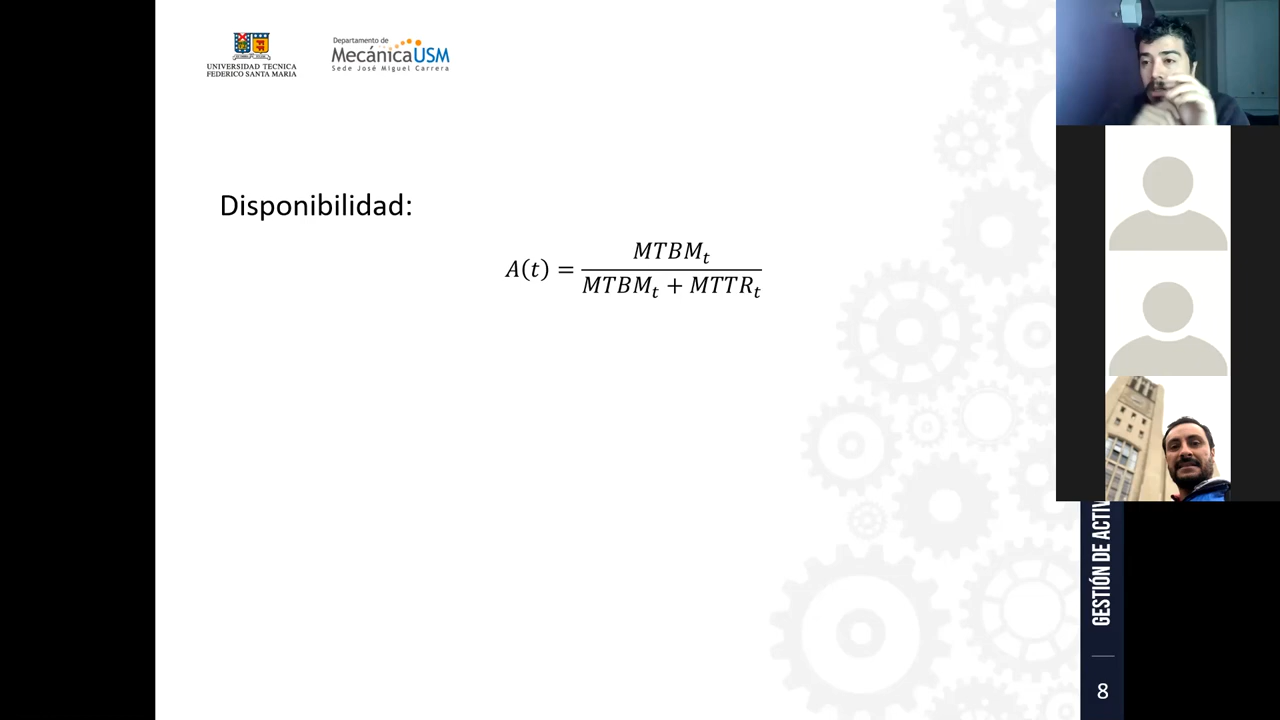 UNIVERSIDAD TECNICA
FEDERICO SANTA MARIA
Departamento de
MecánicaUSM
Sede José Miguel Carrera
Disponibilidad:
A(t) = MTBM_t / (MTBM_t + MTTR_t)
GESTIÓN DE ACTIV
8